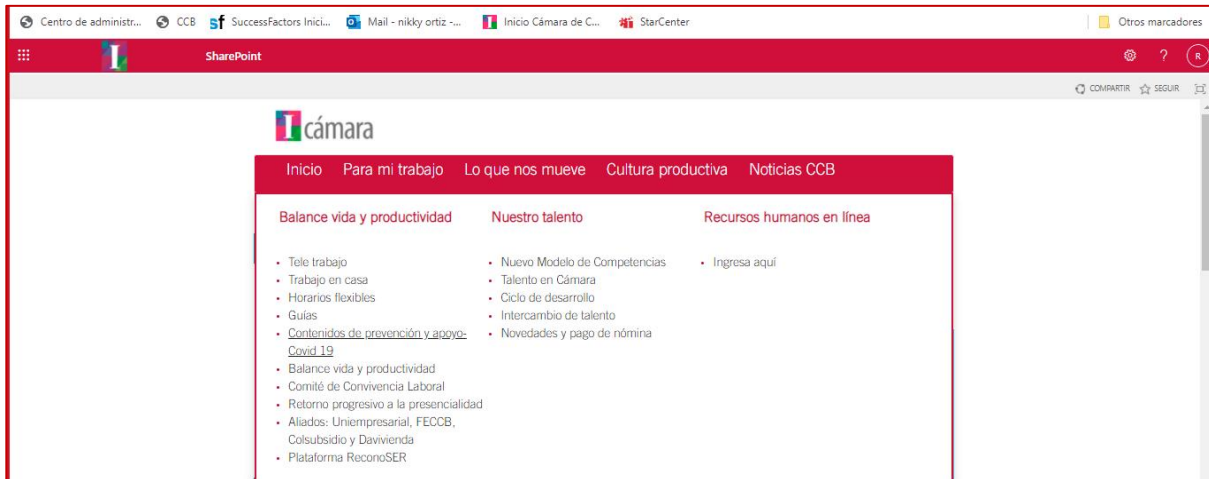 Centro de administr... CCB SuccessFactors Inici... Mail - nikky ortiz -... Inicio Cámara de C... StarCenter Otros marcadores
SharePoint ? R
COMPARTIR SEGUIR
I cámara
Inicio Para mi trabajo Lo que nos mueve Cultura productiva Noticias CCB
Balance vida y productividad
• Tele trabajo
• Trabajo en casa
• Horarios flexibles
• Guías
• Contenidos de prevención y apoyo-
Covid 19
• Balance vida y productividad
• Comité de Convivencia Laboral
• Retorno progresivo a la presencialidad
• Aliados: Uniempresarial, FECCB,
Colsubsidio y Davivienda
• Plataforma ReconoSER
Nuestro talento
• Nuevo Modelo de Competencias
• Talento en Cámara
• Ciclo de desarrollo
• Intercambio de talento
• Novedades y pago de nómina
Recursos humanos en línea
• Ingresa aquí